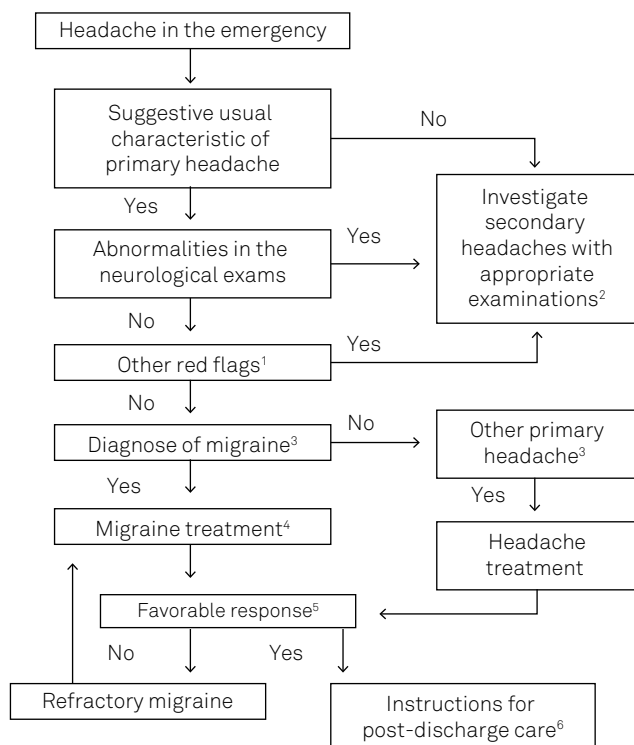 Headache in the emergency
Suggestive usual
characteristic of
primary headache
No
Yes
Investigate
secondary
headaches with
appropriate
examinations²
Abnormalities in the
neurological exams
Yes
No
Other red flags¹
Yes
No
Diagnose of migraine³
No
Other primary
headache³
Yes
Yes
Migraine treatment⁴
Headache
treatment
Favorable response⁵
No
Yes
Refractory migraine
Instructions for
post-discharge care⁶